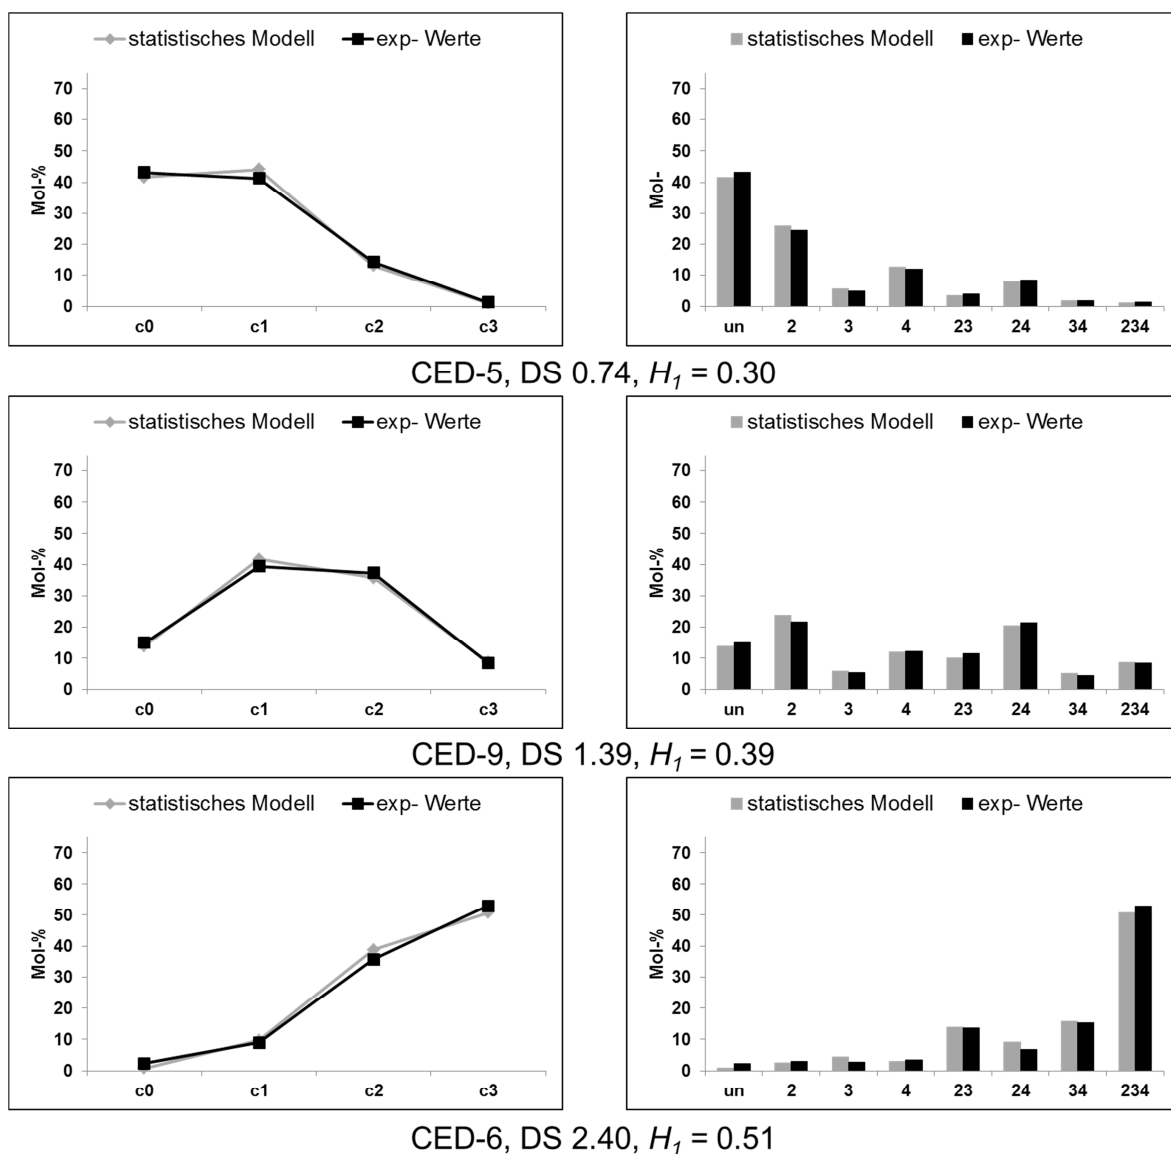 statistisches Modell exp- Werte
70
60
50
40
30
20
10
0
Mol-%
c0 c1 c2 c3
statistisches Modell exp- Werte
70
60
50
40
30
20
10
0
Mol-
un 2 3 4 23 24 34 234
CED-5, DS 0.74, H1 = 0.30
statistisches Modell exp- Werte
70
60
50
40
30
20
10
0
Mol-%
c0 c1 c2 c3
statistisches Modell exp- Werte
70
60
50
40
30
20
10
0
Mol-%
un 2 3 4 23 24 34 234
CED-9, DS 1.39, H1 = 0.39
statistisches Modell exp- Werte
70
60
50
40
30
20
10
0
Mol-%
c0 c1 c2 c3
statistisches Modell exp- Werte
70
60
50
40
30
20
10
0
Mol-%
un 2 3 4 23 24 34 234
CED-6, DS 2.40, H1 = 0.51